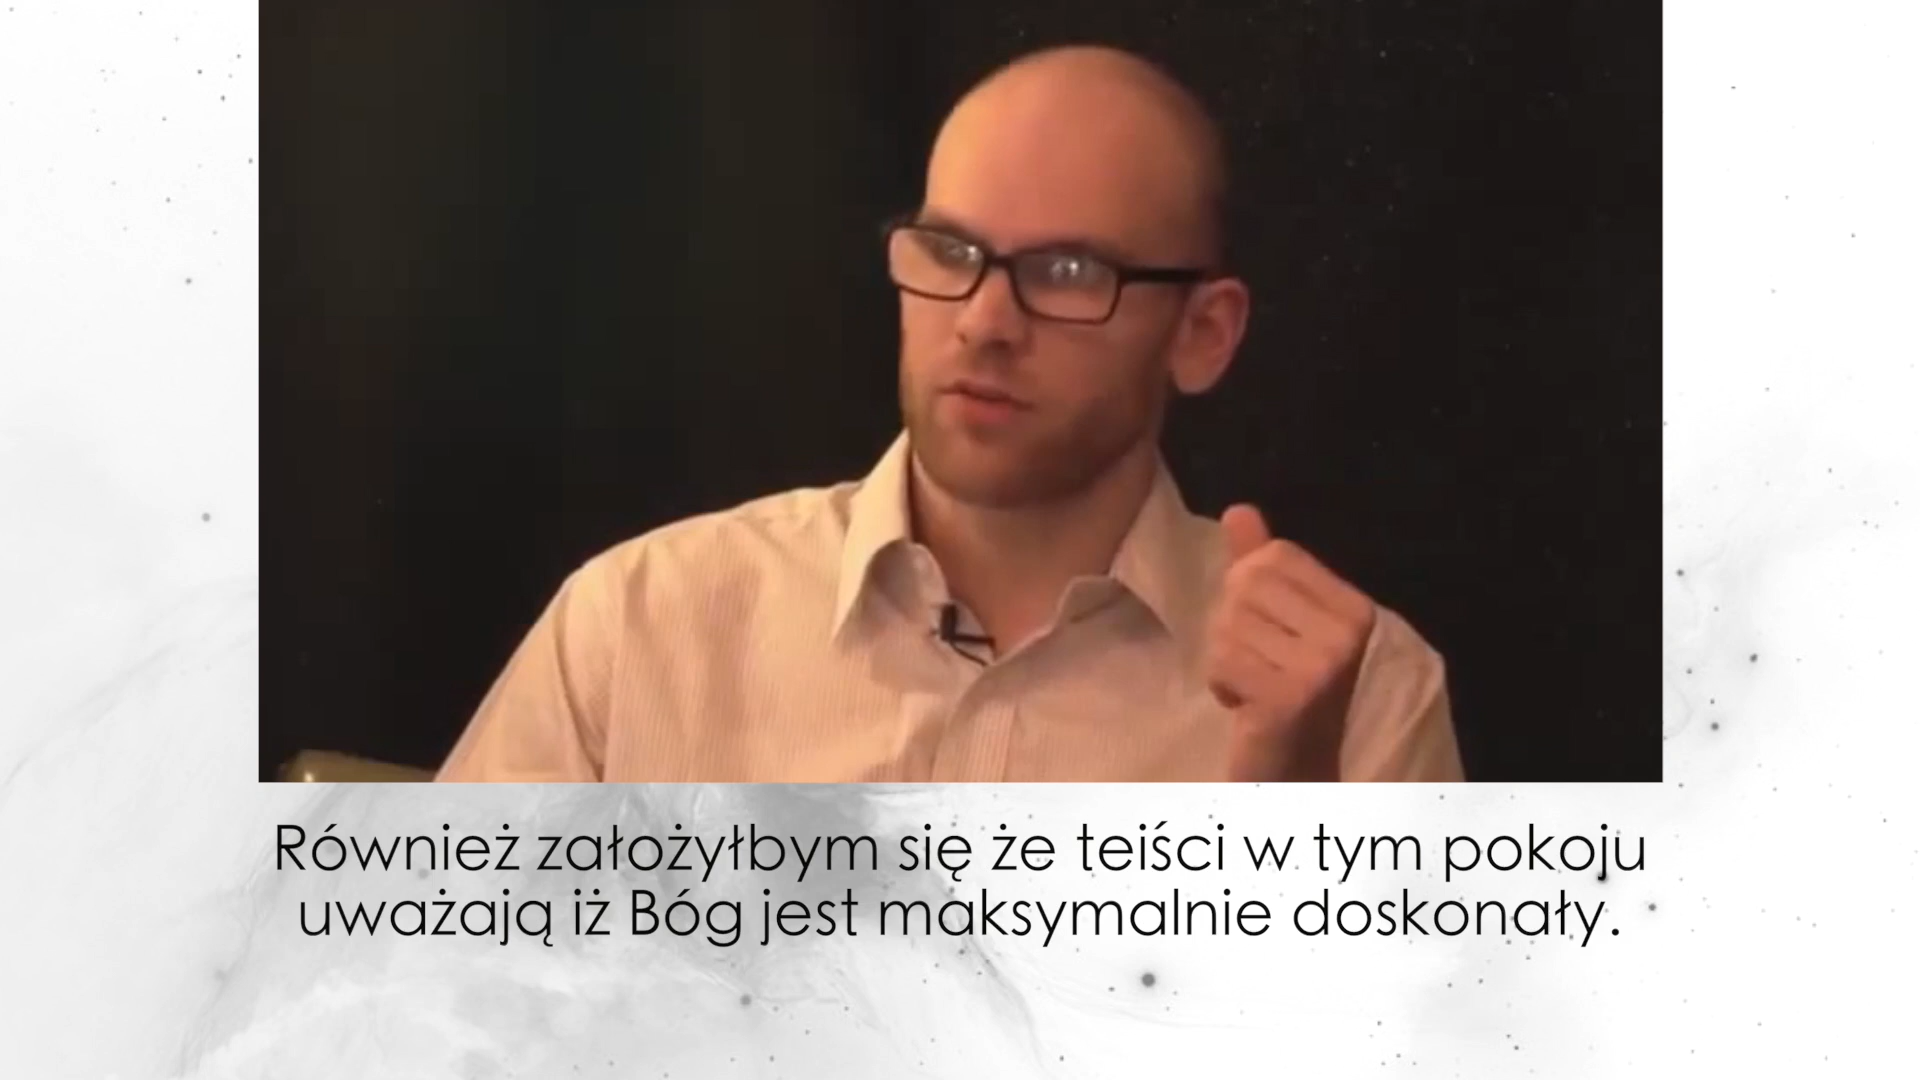 Również założyłbym się że teiści w tym pokoju
uważają iż Bóg jest maksymalnie doskonały.